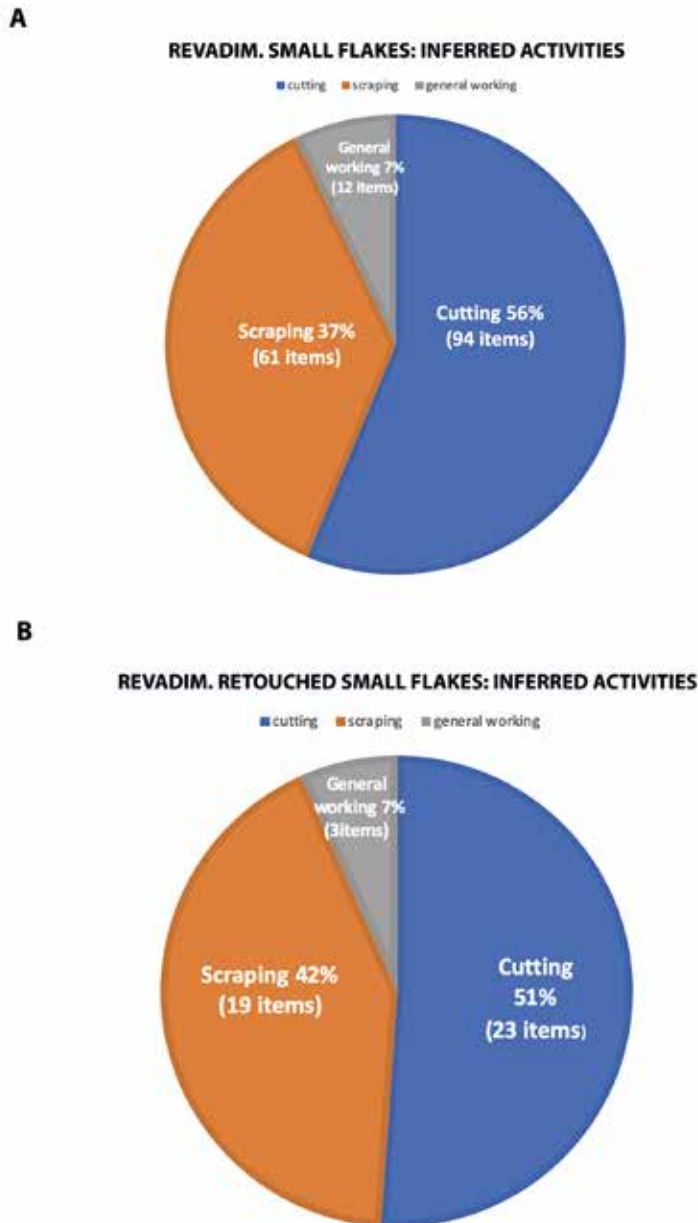 A
REVADIM. SMALL FLAKES: INFERRED ACTIVITIES
cutting scraping general working
General
working 7%
(12 items)
Cutting 56%
(94 items)
Scraping 37%
(61 items)
B
REVADIM. RETOUCHED SMALL FLAKES: INFERRED ACTIVITIES
cutting scraping general working
General
working 7%
(3items)
Scraping 42%
(19 items)
Cutting
51%
(23 items)